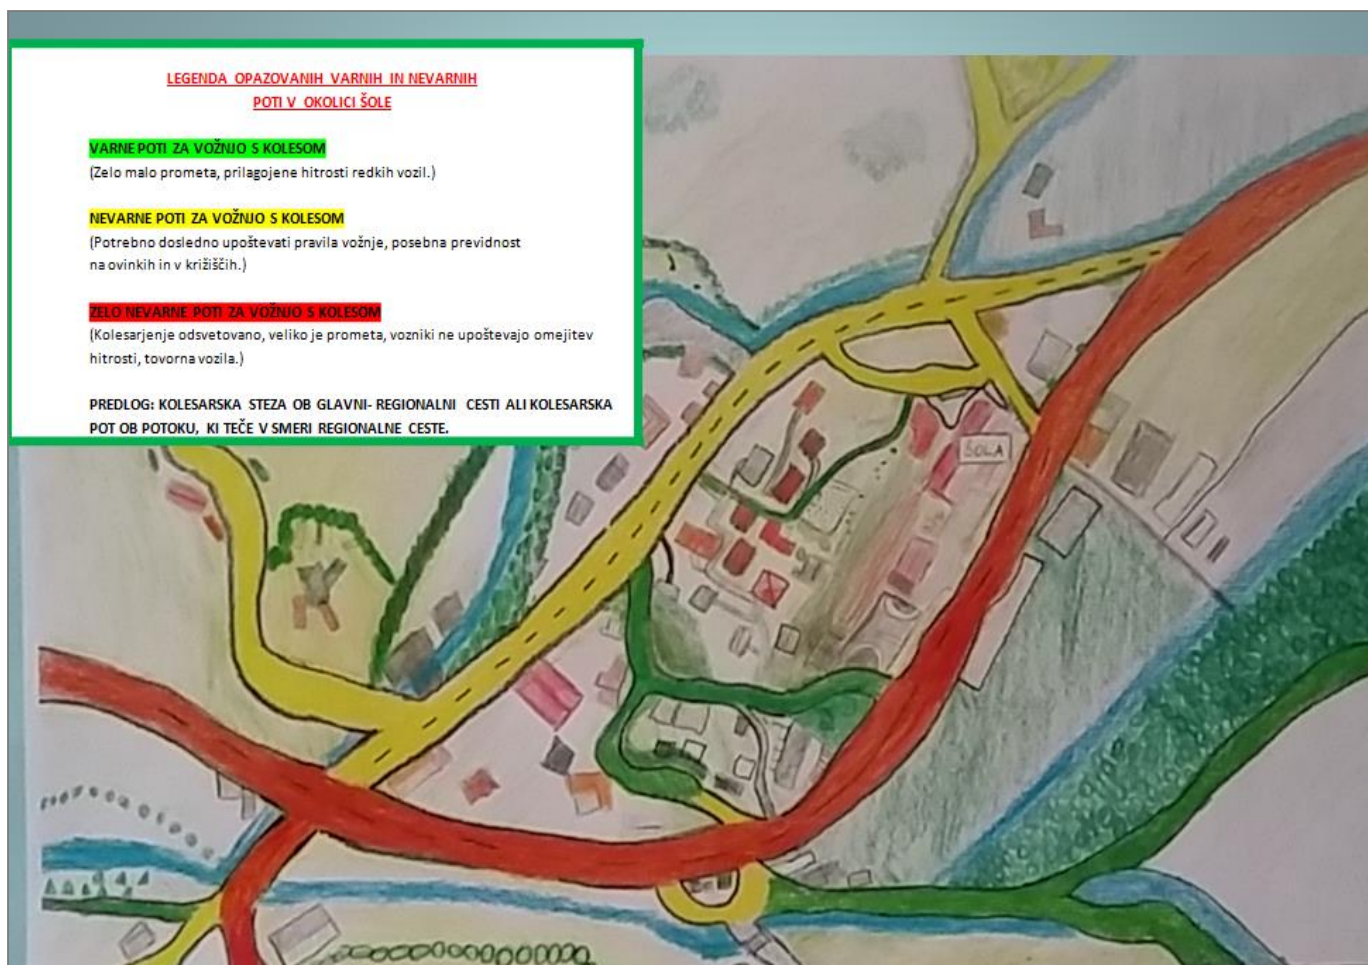 LEGENDA OPAZOVANIH VARNIH IN NEVARNIH
POTI V OKOLICI ŠOLE
VARNE POTI ZA VOŽNJO S KOLESOM
(Zelo malo prometa, prilagojene hitrosti redkih vozil.)
NEVARNE POTI ZA VOŽNJO S KOLESOM
(Potrebno dosledno upoštevati pravila vožnje, posebna previdnost
na ovinkih in v križiščih.)
ZELO NEVARNE POTI ZA VOŽNJO S KOLESOM
(Kolesarjenje odsvetovano, veliko je prometa, vozniki ne upoštevajo omejitev
hitrosti, tovorna vozila.)
PREDLOG: KOLESARSKA STEZA OB GLAVNI- REGIONALNI CESTI ALI KOLESARSKA
POT OB POTOKU, KI TEČE V SMERI REGIONALNE CESTE.
ŠOLA